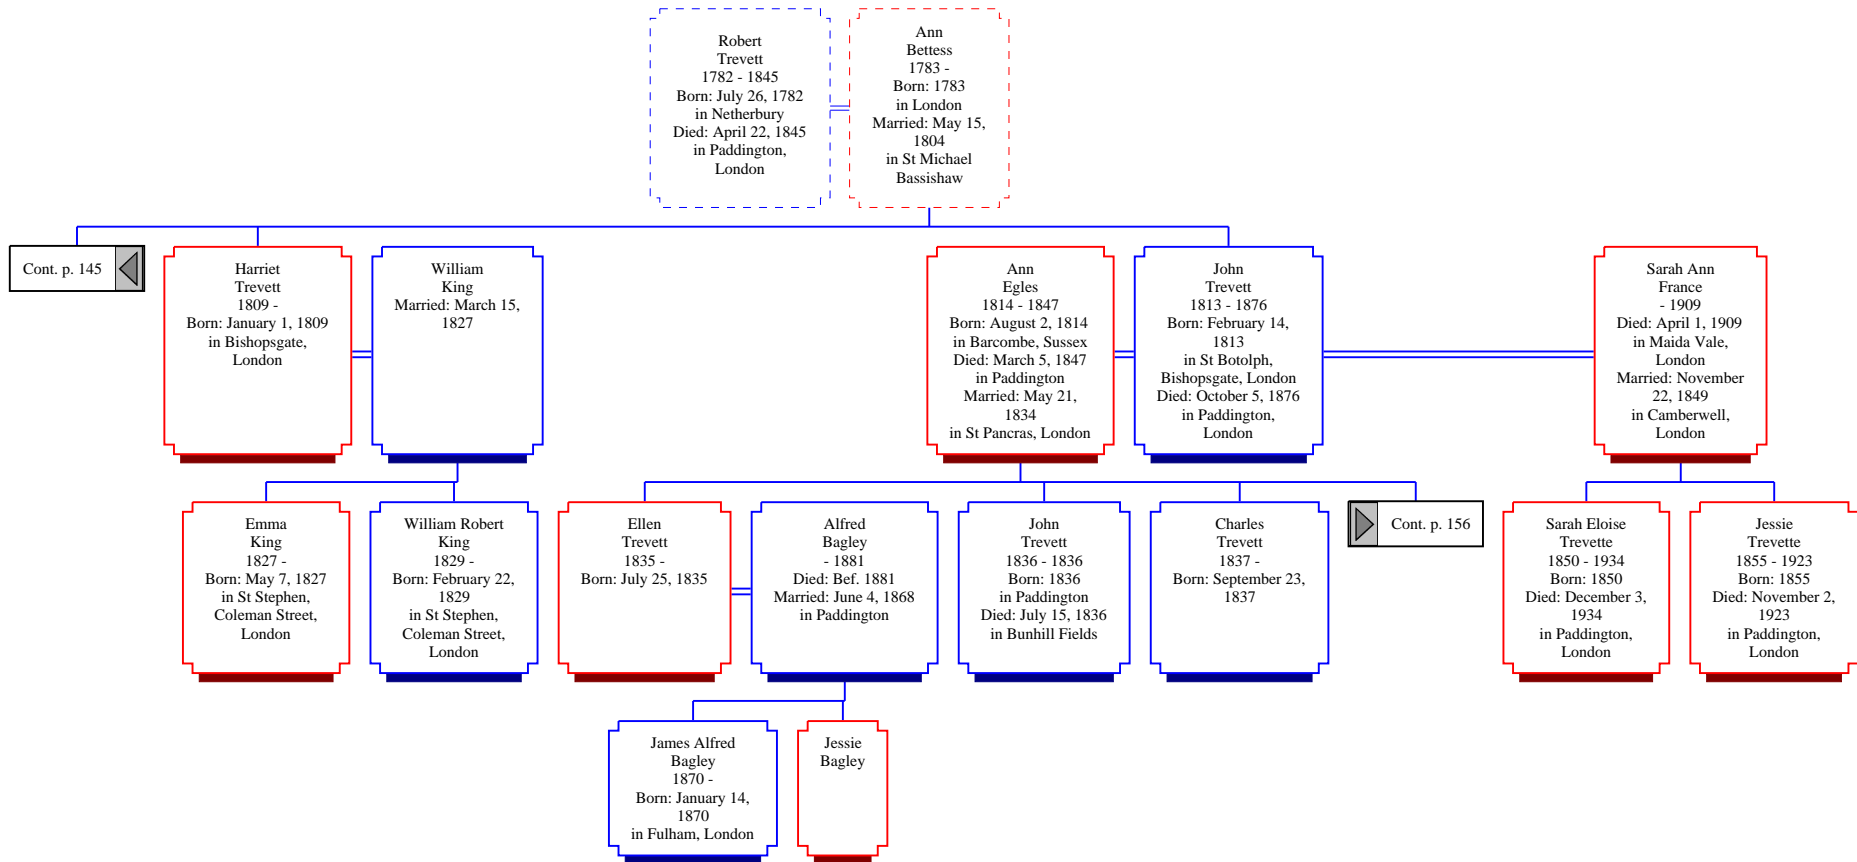 Robert
Trevett
1782 - 1845
Born: July 26, 1782
in Netherbury
Died: April 22, 1845
in Paddington,
London
Ann
Bettess
1783 -
Born: 1783
in London
Married: May 15,
1804
in St Michael
Bassishaw
Cont. p. 145
Harriet
Trevett
1809 -
Born: January 1, 1809
in Bishopsgate,
London
William
King
Married: March 15,
1827
Ann
Egles
1814 - 1847
Born: August 2, 1814
in Barcombe, Sussex
Died: March 5, 1847
in Paddington
Married: May 21,
1834
in St Pancras, London
John
Trevett
1813 - 1876
Born: February 14,
1813
in St Botolph,
Bishopsgate, London
Died: October 5, 1876
in Paddington,
London
Sarah Ann
France
- 1909
Died: April 1, 1909
in Maida Vale,
London
Married: November
22, 1849
in Camberwell,
London
Emma
King
1827 -
Born: May 7, 1827
in St Stephen,
Coleman Street,
London
William Robert
King
1829 -
Born: February 22,
1829
in St Stephen,
Coleman Street,
London
Ellen
Trevett
1835 -
Born: July 25, 1835
Alfred
Bagley
- 1881
Died: Bef. 1881
Married: June 4, 1868
in Paddington
John
Trevett
1836 - 1836
Born: 1836
in Paddington
Died: July 15, 1836
in Bunhill Fields
Charles
Trevett
1837 -
Born: September 23,
1837
Cont. p. 156
Sarah Eloise
Trevette
1850 - 1934
Born: 1850
Died: December 3,
1934
in Paddington,
London
Jessie
Trevette
1855 - 1923
Born: 1855
Died: November 2,
1923
in Paddington,
London
James Alfred
Bagley
1870 -
Born: January 14,
1870
in Fulham, London
Jessie
Bagley